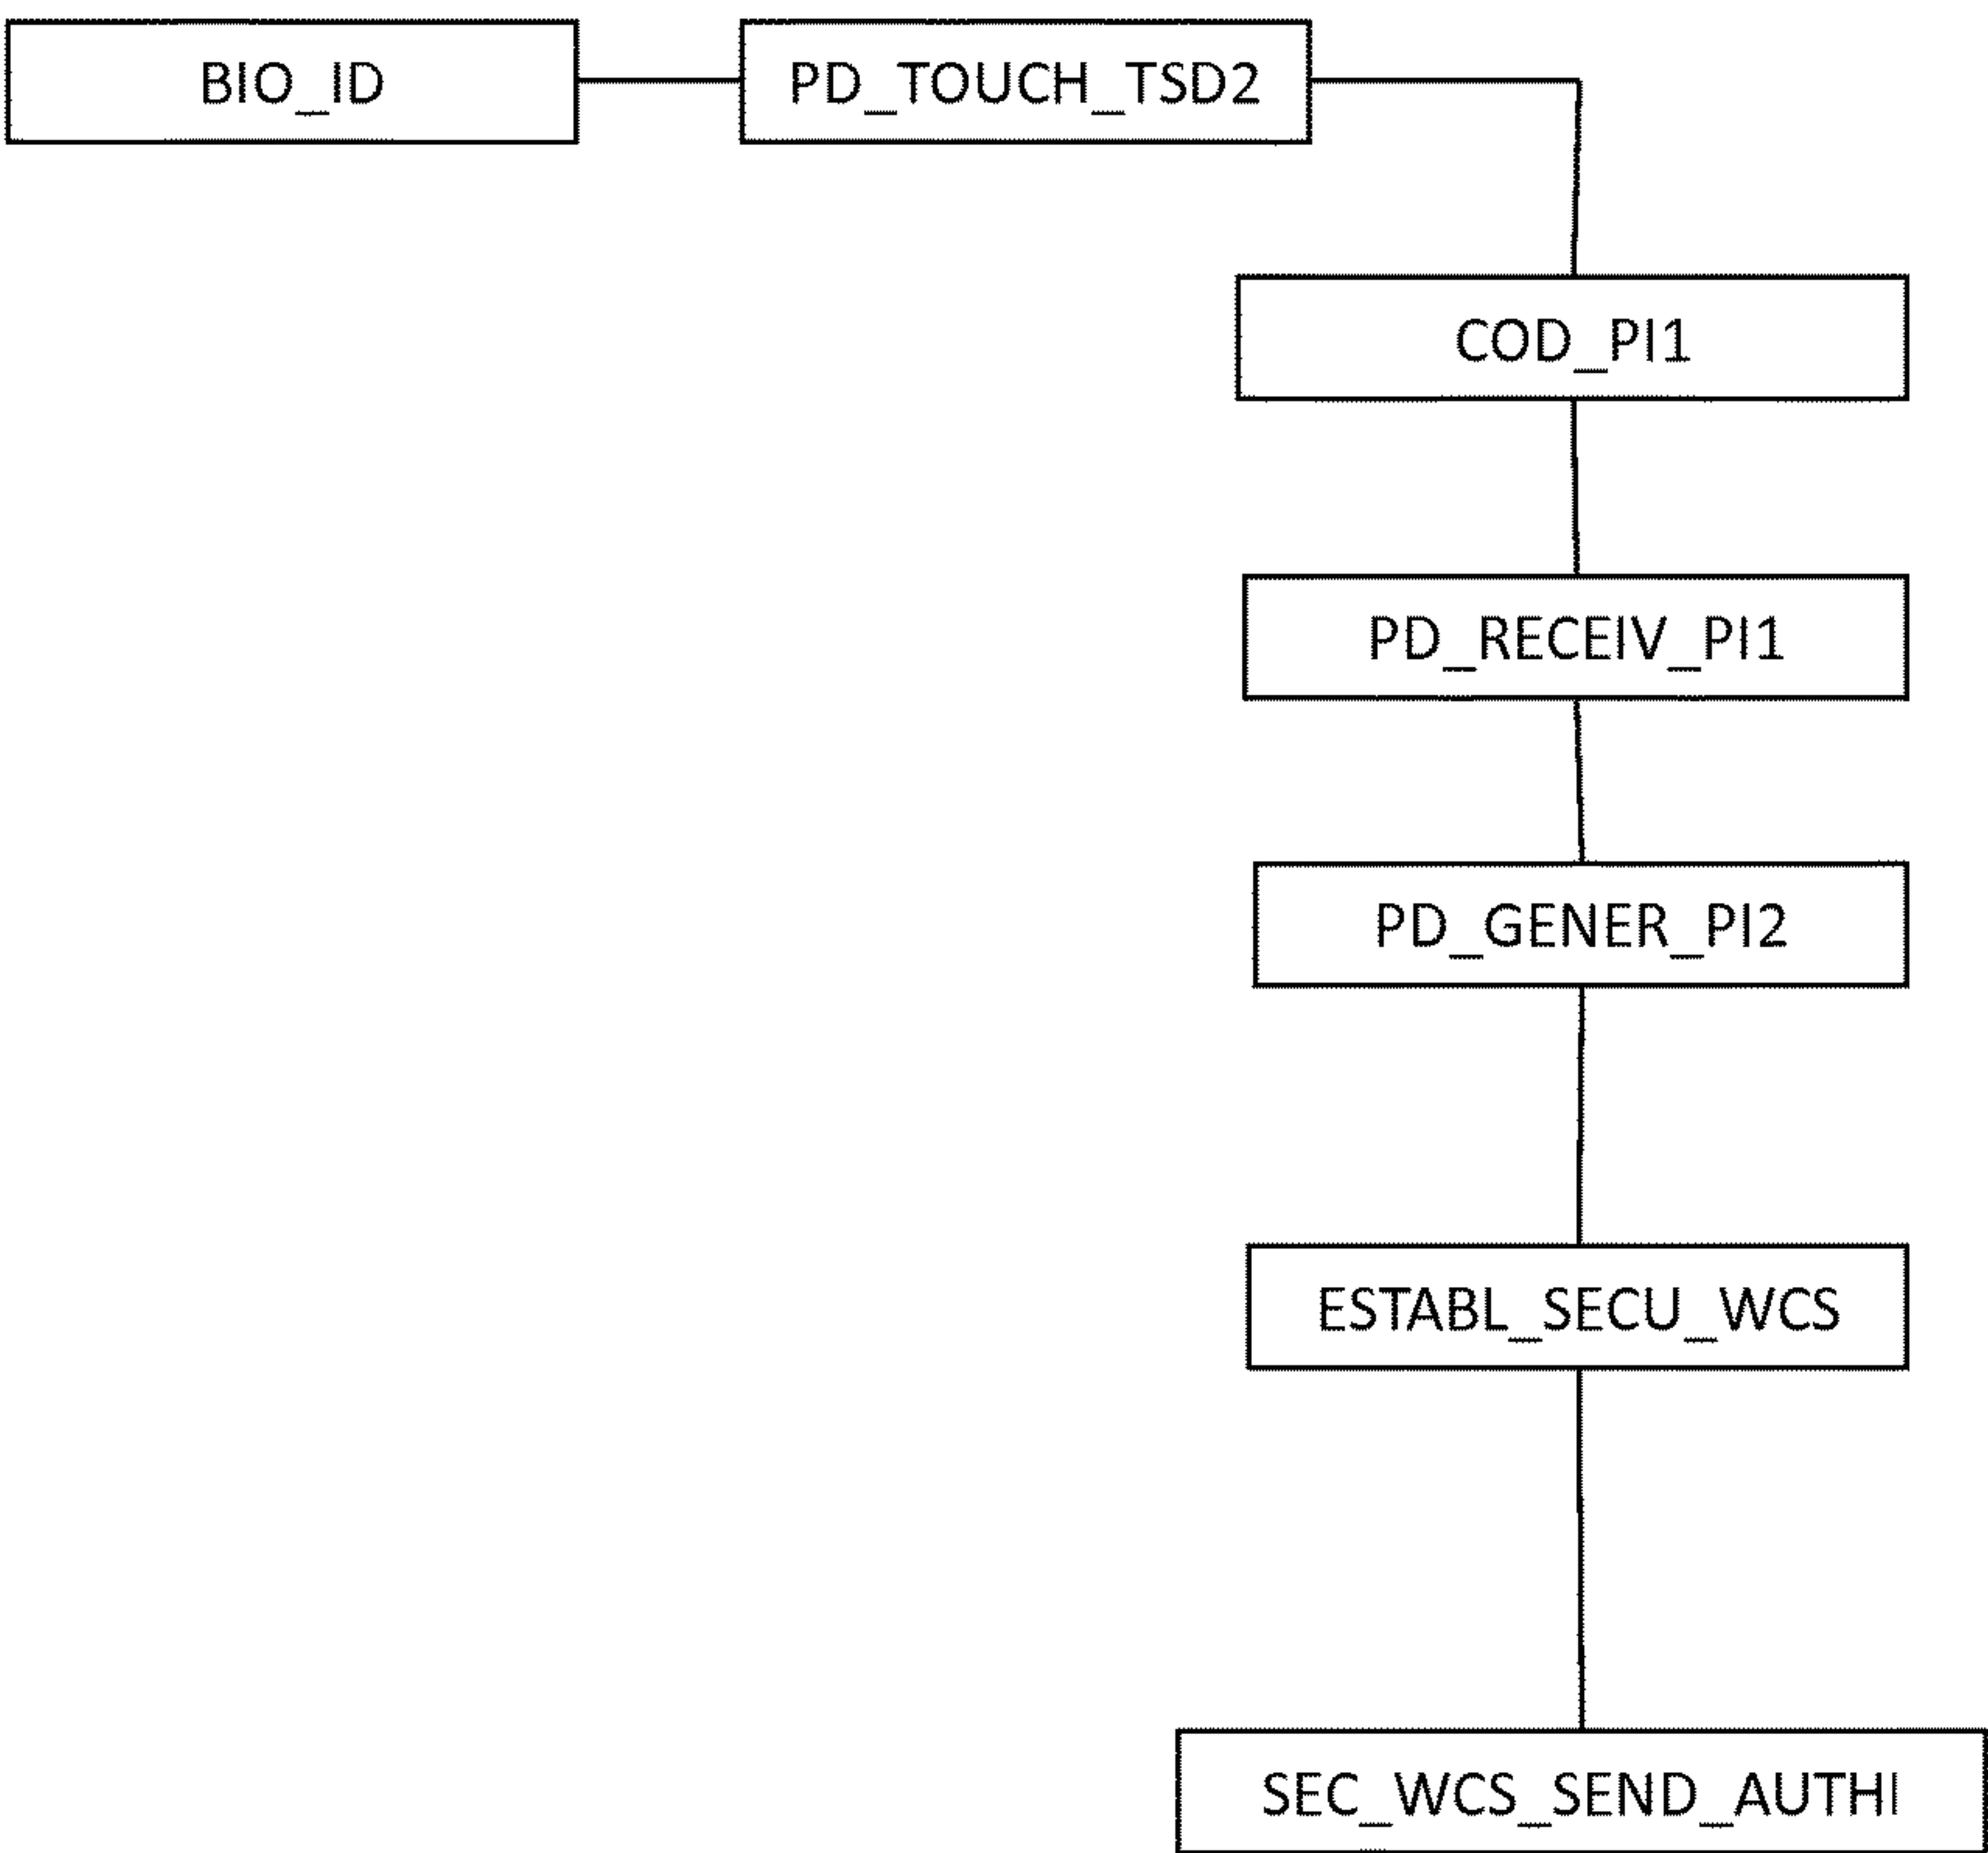 BIO_ID
PD_TOUCH_TSD2
COD_PI1
PD_RECEIV_PI1
PD_GENER_PI2
ESTABL_SECU_WCS
SEC_WCS_SEND_AUTHI